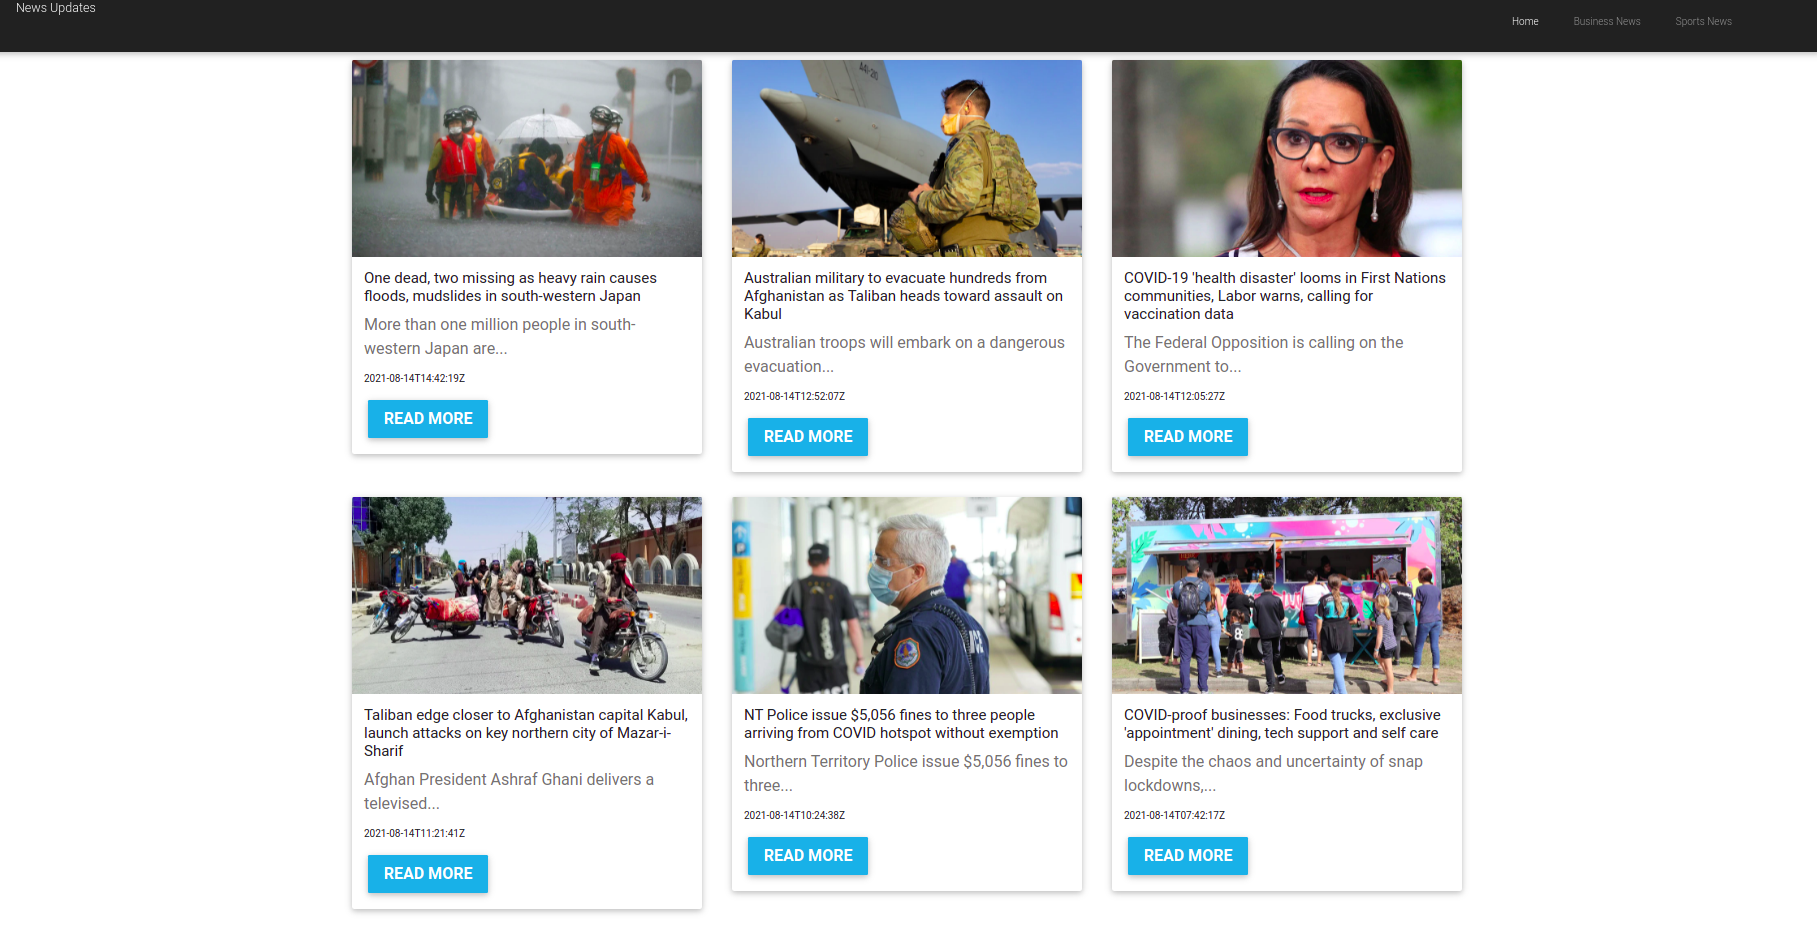 News Updates
Home
Business News
Sports News
44-20
One dead, two missing as heavy rain causes
floods, mudslides in south-western Japan
More than one million people in south-
western Japan are...
2021-08-14T14:42:19Z
READ MORE
Australian military to evacuate hundreds from
Afghanistan as Taliban heads toward assault on
Kabul
Australian troops will embark on a dangerous
evacuation...
2021-08-14T12:52:07Z
READ MORE
COVID-19 'health disaster' looms in First Nations
communities, Labor warns, calling for
vaccination data
The Federal Opposition is calling on the
Government to...
2021-08-14T12:05:27Z
READ MORE
Taliban edge closer to Afghanistan capital Kabul,
launch attacks on key northern city of Mazar-i-
Sharif
Afghan President Ashraf Ghani delivers a
televised...
2021-08-14T11:21:41Z
READ MORE
NT Police issue $5,056 fines to three people
arriving from COVID hotspot without exemption
Northern Territory Police issue $5,056 fines to
three...
2021-08-14T10:24:38Z
READ MORE
COVID-proof businesses: Food trucks, exclusive
'appointment' dining, tech support and self care
Despite the chaos and uncertainty of snap
lockdowns,...
2021-08-14T07:42:17Z
READ MORE